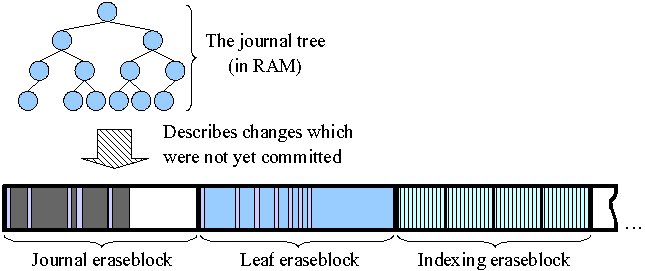 The journal tree
(in RAM)
Describes changes which
were not yet committed
...
Journal eraseblock
Leaf eraseblock
Indexing eraseblock